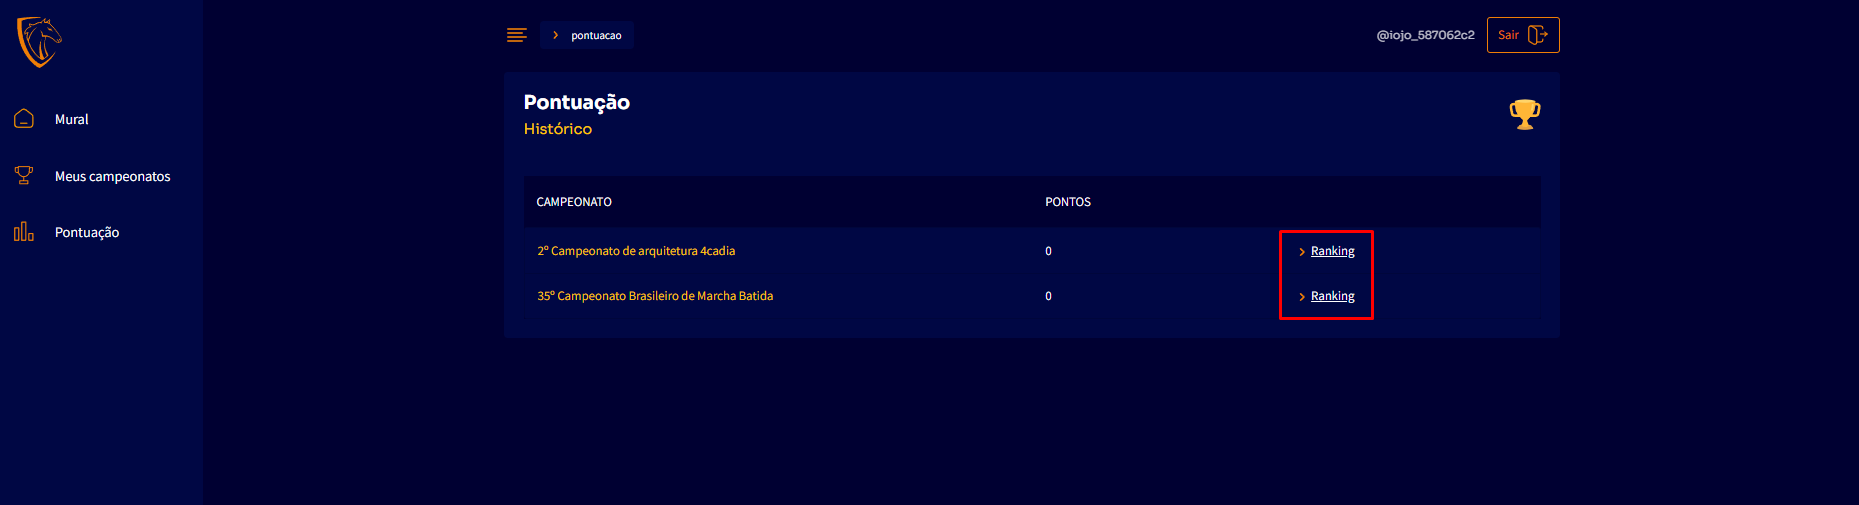 pontuacao
@iojo_587062c2
Sair
Mural
Meus campeonatos
Pontuação
Pontuação
Histórico
CAMPEONATO PONTOS
2º Campeonato de arquitetura 4cadia 0 Ranking
35º Campeonato Brasileiro de Marcha Batida 0 Ranking